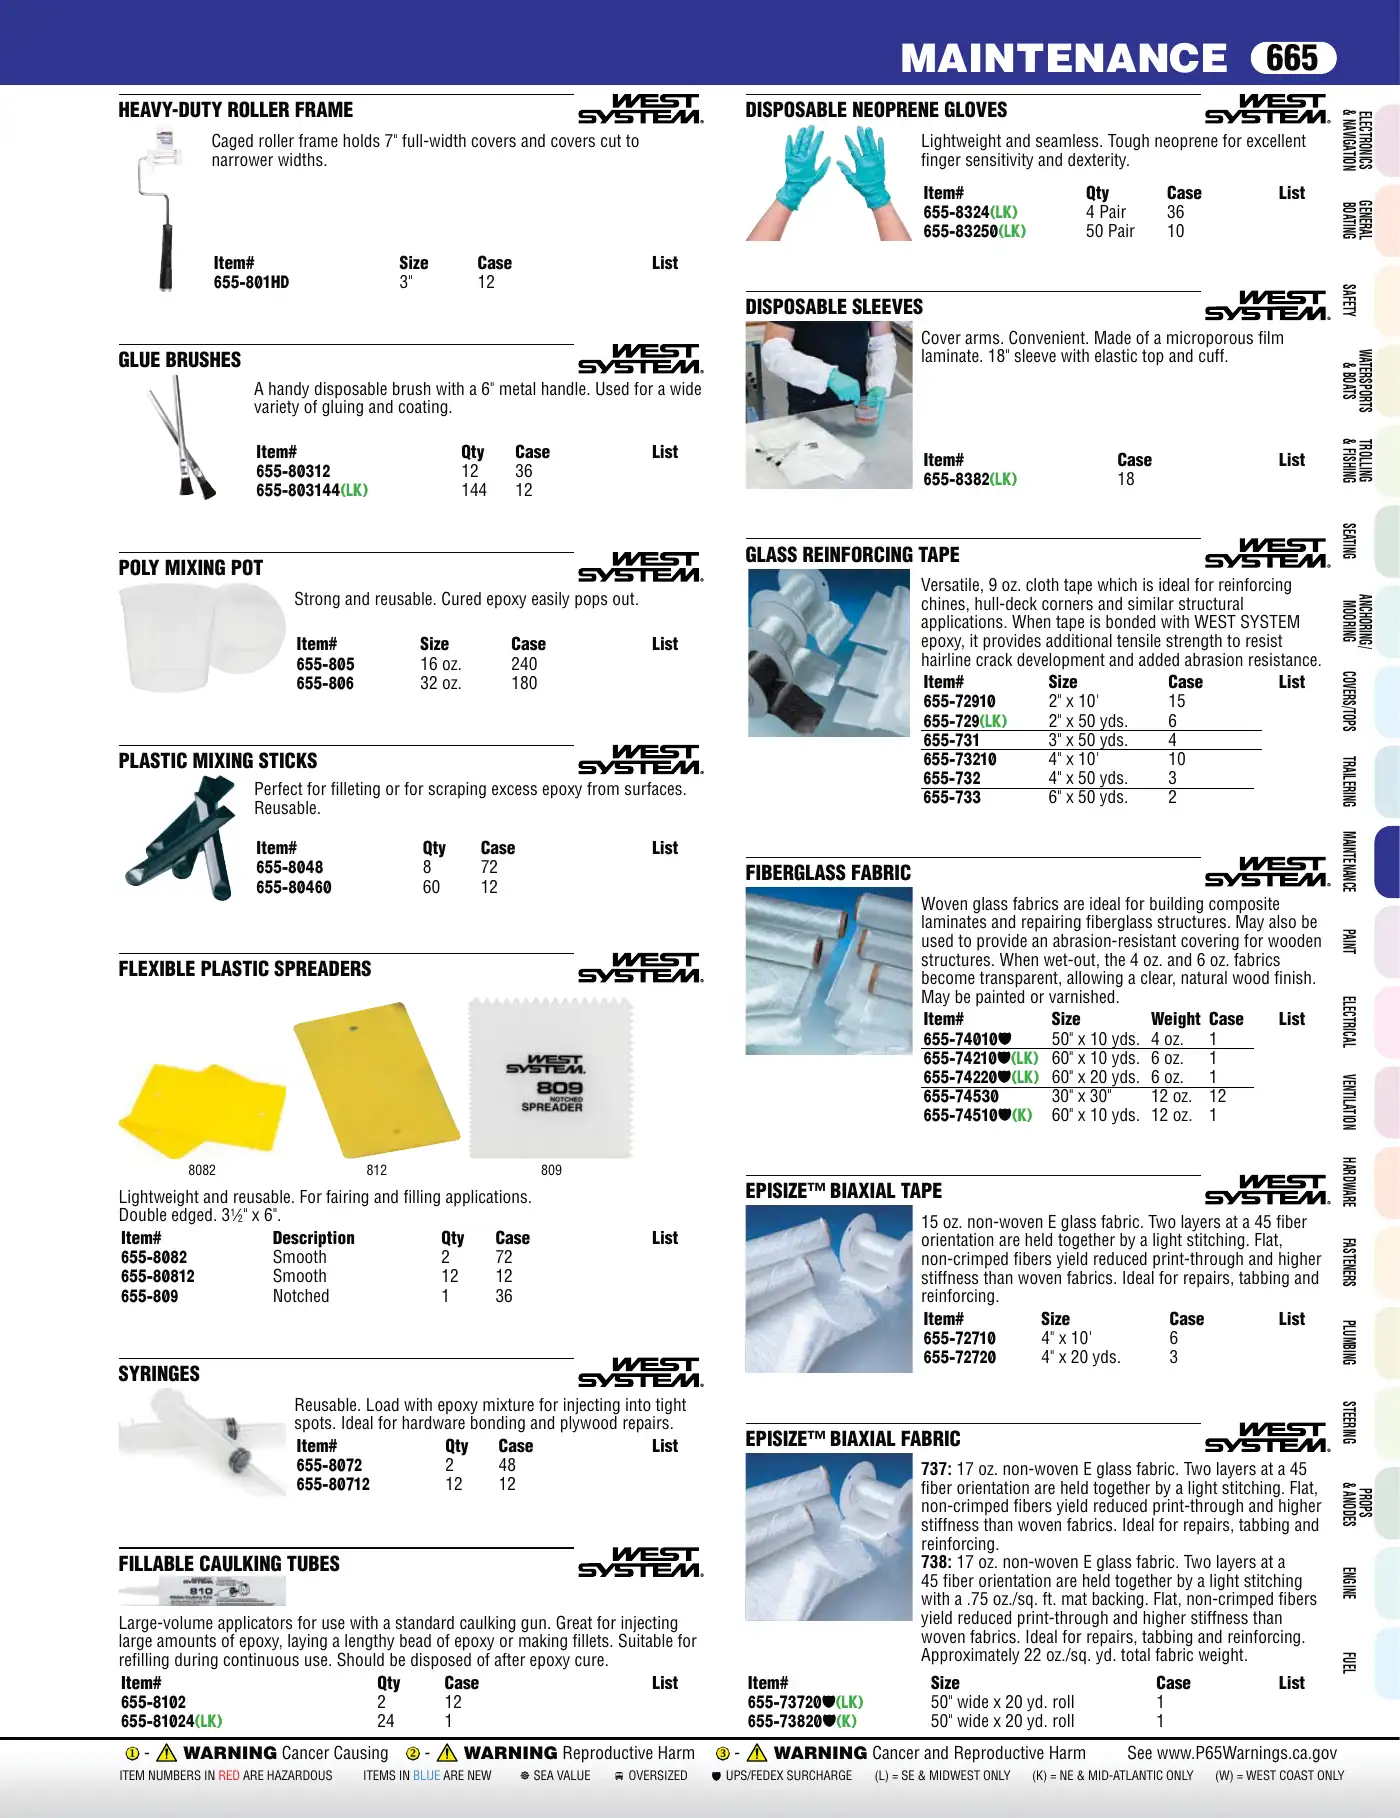 MAINTENANCE 665
HEAVY-DUTY ROLLER FRAME
WEST
SYSTEM®
Caged roller frame holds 7" full-width covers and covers cut to
narrower widths.
Item# Size Case List
655-801HD 3" 12
GLUE BRUSHES
WEST
SYSTEM®
A handy disposable brush with a 6" metal handle. Used for a wide
variety of gluing and coating.
Item# Qty Case List
655-80312 12 36
655-803144(LK) 144 12
POLY MIXING POT
WEST
SYSTEM®
Strong and reusable. Cured epoxy easily pops out.
Item# Size Case List
655-805 16 oz. 240
655-806 32 oz. 180
PLASTIC MIXING STICKS
WEST
SYSTEM®
Perfect for filleting or for scraping excess epoxy from surfaces.
Reusable.
Item# Qty Case List
655-8048 8 72
655-80460 60 12
FLEXIBLE PLASTIC SPREADERS
WEST
SYSTEM®
WEST
SYSTEM
809
NOTCHED
SPREADER
8082 812 809
Lightweight and reusable. For fairing and filling applications.
Double edged. 3½" x 6".
Item# Description Qty Case List
655-8082 Smooth 2 72
655-80812 Smooth 12 12
655-809 Notched 1 36
SYRINGES
WEST
SYSTEM®
Reusable. Load with epoxy mixture for injecting into tight
spots. Ideal for hardware bonding and plywood repairs.
Item# Qty Case List
655-8072 2 48
655-80712 12 12
FILLABLE CAULKING TUBES
WEST
SYSTEM®
810
Large-volume applicators for use with a standard caulking gun. Great for injecting
large amounts of epoxy, laying a lengthy bead of epoxy or making fillets. Suitable for
refilling during continuous use. Should be disposed of after epoxy cure.
Item# Qty Case List
655-8102 2 12
655-81024(LK) 24 1
DISPOSABLE NEOPRENE GLOVES
WEST
SYSTEM®
Lightweight and seamless. Tough neoprene for excellent
finger sensitivity and dexterity.
Item# Qty Case List
655-8324(LK) 4 Pair 36
655-83250(LK) 50 Pair 10
DISPOSABLE SLEEVES
WEST
SYSTEM®
Cover arms. Convenient. Made of a microporous film
laminate. 18" sleeve with elastic top and cuff.
Item# Case List
655-8382(LK) 18
GLASS REINFORCING TAPE
WEST
SYSTEM®
Versatile, 9 oz. cloth tape which is ideal for reinforcing
chines, hull-deck corners and similar structural
applications. When tape is bonded with WEST SYSTEM
epoxy, it provides additional tensile strength to resist
hairline crack development and added abrasion resistance.
Item# Size Case List
655-72910 2" x 10' 15
655-729(LK) 2" x 50 yds. 6
655-731 3" x 50 yds. 4
655-73210 4" x 10' 10
655-732 4" x 50 yds. 3
655-733 6" x 50 yds. 2
FIBERGLASS FABRIC
WEST
SYSTEM®
Woven glass fabrics are ideal for building composite
laminates and repairing fiberglass structures. May also be
used to provide an abrasion-resistant covering for wooden
structures. When wet-out, the 4 oz. and 6 oz. fabrics
become transparent, allowing a clear, natural wood finish.
May be painted or varnished.
Item# Size Weight Case List
655-74010 50" x 10 yds. 4 oz. 1
655-74210(LK) 60" x 10 yds. 6 oz. 1
655-74220(LK) 60" x 20 yds. 6 oz. 1
655-74530 30" x 30" 12 oz. 12
655-74510(K) 60" x 10 yds. 12 oz. 1
EPISIZE™ BIAXIAL TAPE
WEST
SYSTEM®
15 oz. non-woven E glass fabric. Two layers at a 45 fiber
orientation are held together by a light stitching. Flat,
non-crimped fibers yield reduced print-through and higher
stiffness than woven fabrics. Ideal for repairs, tabbing and
reinforcing.
Item# Size Case List
655-72710 4" x 10' 6
655-72720 4" x 20 yds. 3
EPISIZE™ BIAXIAL FABRIC
WEST
SYSTEM®
737: 17 oz. non-woven E glass fabric. Two layers at a 45
fiber orientation are held together by a light stitching. Flat,
non-crimped fibers yield reduced print-through and higher
stiffness than woven fabrics. Ideal for repairs, tabbing and
reinforcing.
738: 17 oz. non-woven E glass fabric. Two layers at a
45 fiber orientation are held together by a light stitching
with a .75 oz./sq. ft. mat backing. Flat, non-crimped fibers
yield reduced print-through and higher stiffness than
woven fabrics. Ideal for repairs, tabbing and reinforcing.
Approximately 22 oz./sq. yd. total fabric weight.
Item# Size Case List
655-73720(LK) 50" wide x 20 yd. roll 1
655-73820(K) 50" wide x 20 yd. roll 1
ELECTRONICS
& NAVIGATION
GENERAL
BOATING
SAFETY
WATERSPORTS
& BOATS
TROLLING
& FISHING
SEATING
ANCHORING/
MOORING
COVERS/TOPS
TRAILERING
MAINTENANCE
PAINT
ELECTRICAL
VENTILATION
HARDWARE
FASTENERS
PLUMBING
STEERING
PROPS
& ANODES
ENGINE
FUEL
1 - WARNING Cancer Causing 2 - WARNING Reproductive Harm 3 - WARNING Cancer and Reproductive Harm See www.P65Warnings.ca.gov
ITEM NUMBERS IN RED ARE HAZARDOUS ITEMS IN BLUE ARE NEW SEA VALUE OVERSIZED UPS/FEDEX SURCHARGE (L) = SE & MIDWEST ONLY (K) = NE & MID-ATLANTIC ONLY (W) = WEST COAST ONLY